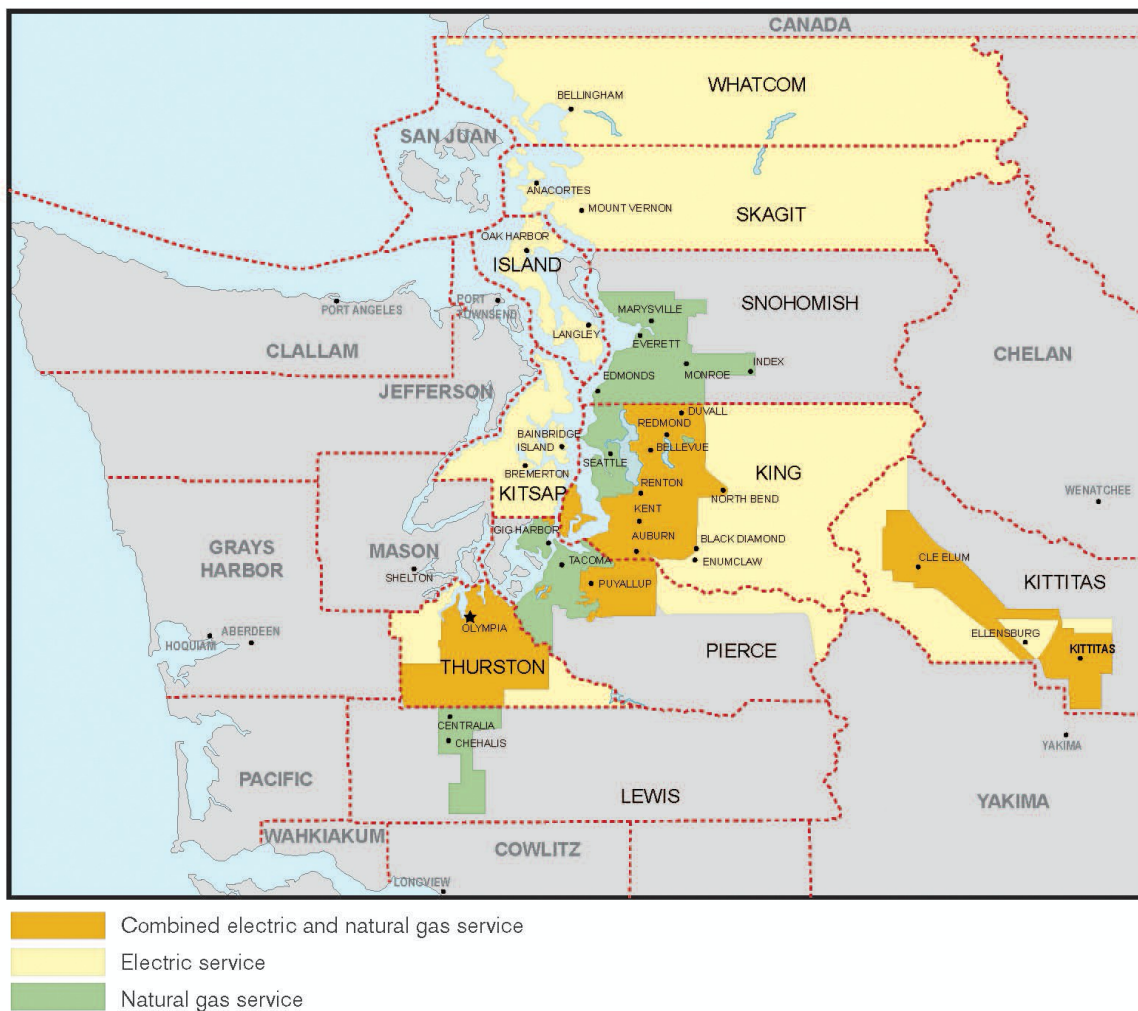 CANADA
WHATCOM
BELLINGHAM
SAN JUAN
ANACORTES
MOUNT VERNON
SKAGIT
OAK HARBOR
ISLAND
PORT ANGELES
PORT
TOWNSEND
LANGLEY
MARYSVILLE
EVERETT
SNOHOMISH
CLALLAM
EDMONDS
MONROE
INDEX
CHELAN
JEFFERSON
DUVALL
REDMOND
BAINBRIDGE
ISLAND
BELLEVUE
SEATTLE
BREMERTON
KING
KITSAP
RENTON
NORTH BEND
WENATCHEE
KENT
GIG HARBOR
AUBURN
BLACK DIAMOND
ENUMCLAW
GRAYS
HARBOR
MASON
SHELTON
TACOMA
PUYALLUP
CLE ELUM
KITTITAS
OLYMPIA
HOQUIAM
ABERDEEN
ELLENSBURG
KITTITAS
THURSTON
PIERCE
CENTRALIA
CHEHALIS
YAKIMA
PACIFIC
LEWIS
YAKIMA
WAHKIAKUM
COWLITZ
LONGVIEW
Combined electric and natural gas service
Electric service
Natural gas service